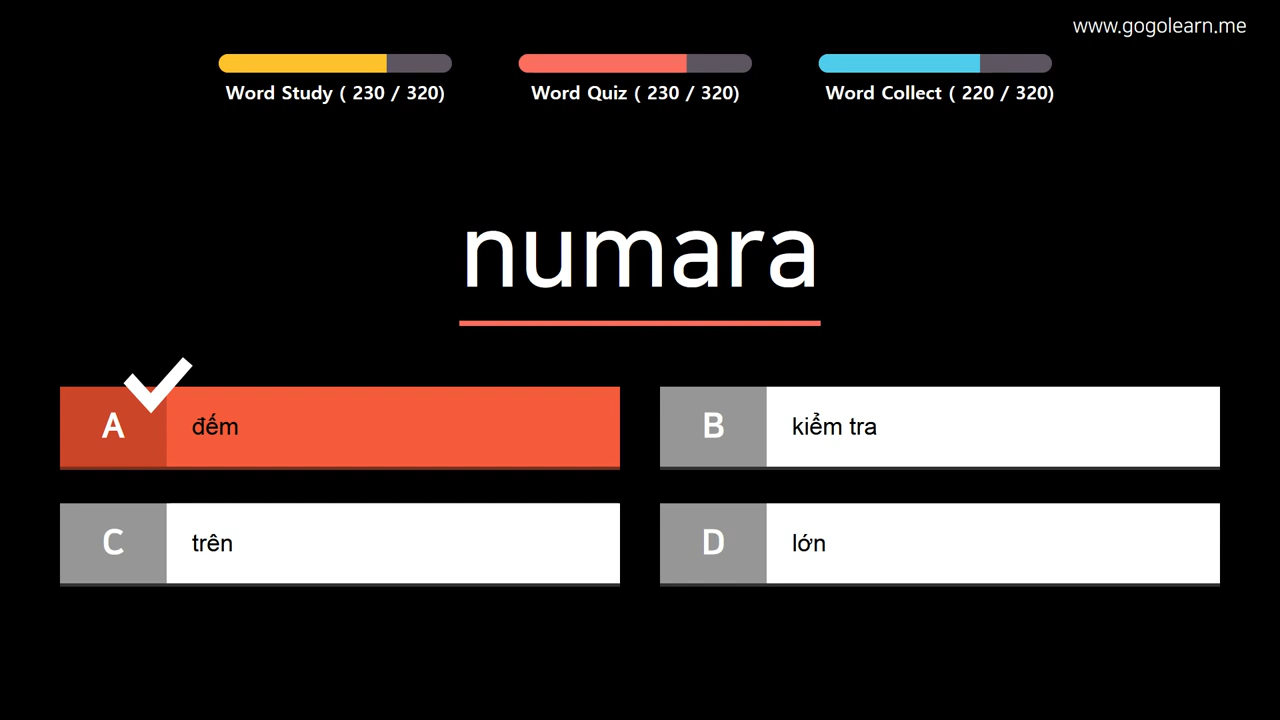 www.gogolearn.me
Word Study ( 230 / 320)
Word Quiz ( 230 / 320)
Word Collect ( 220 / 320)
numara
A
đếm
B
kiểm tra
C
trên
D
lớn